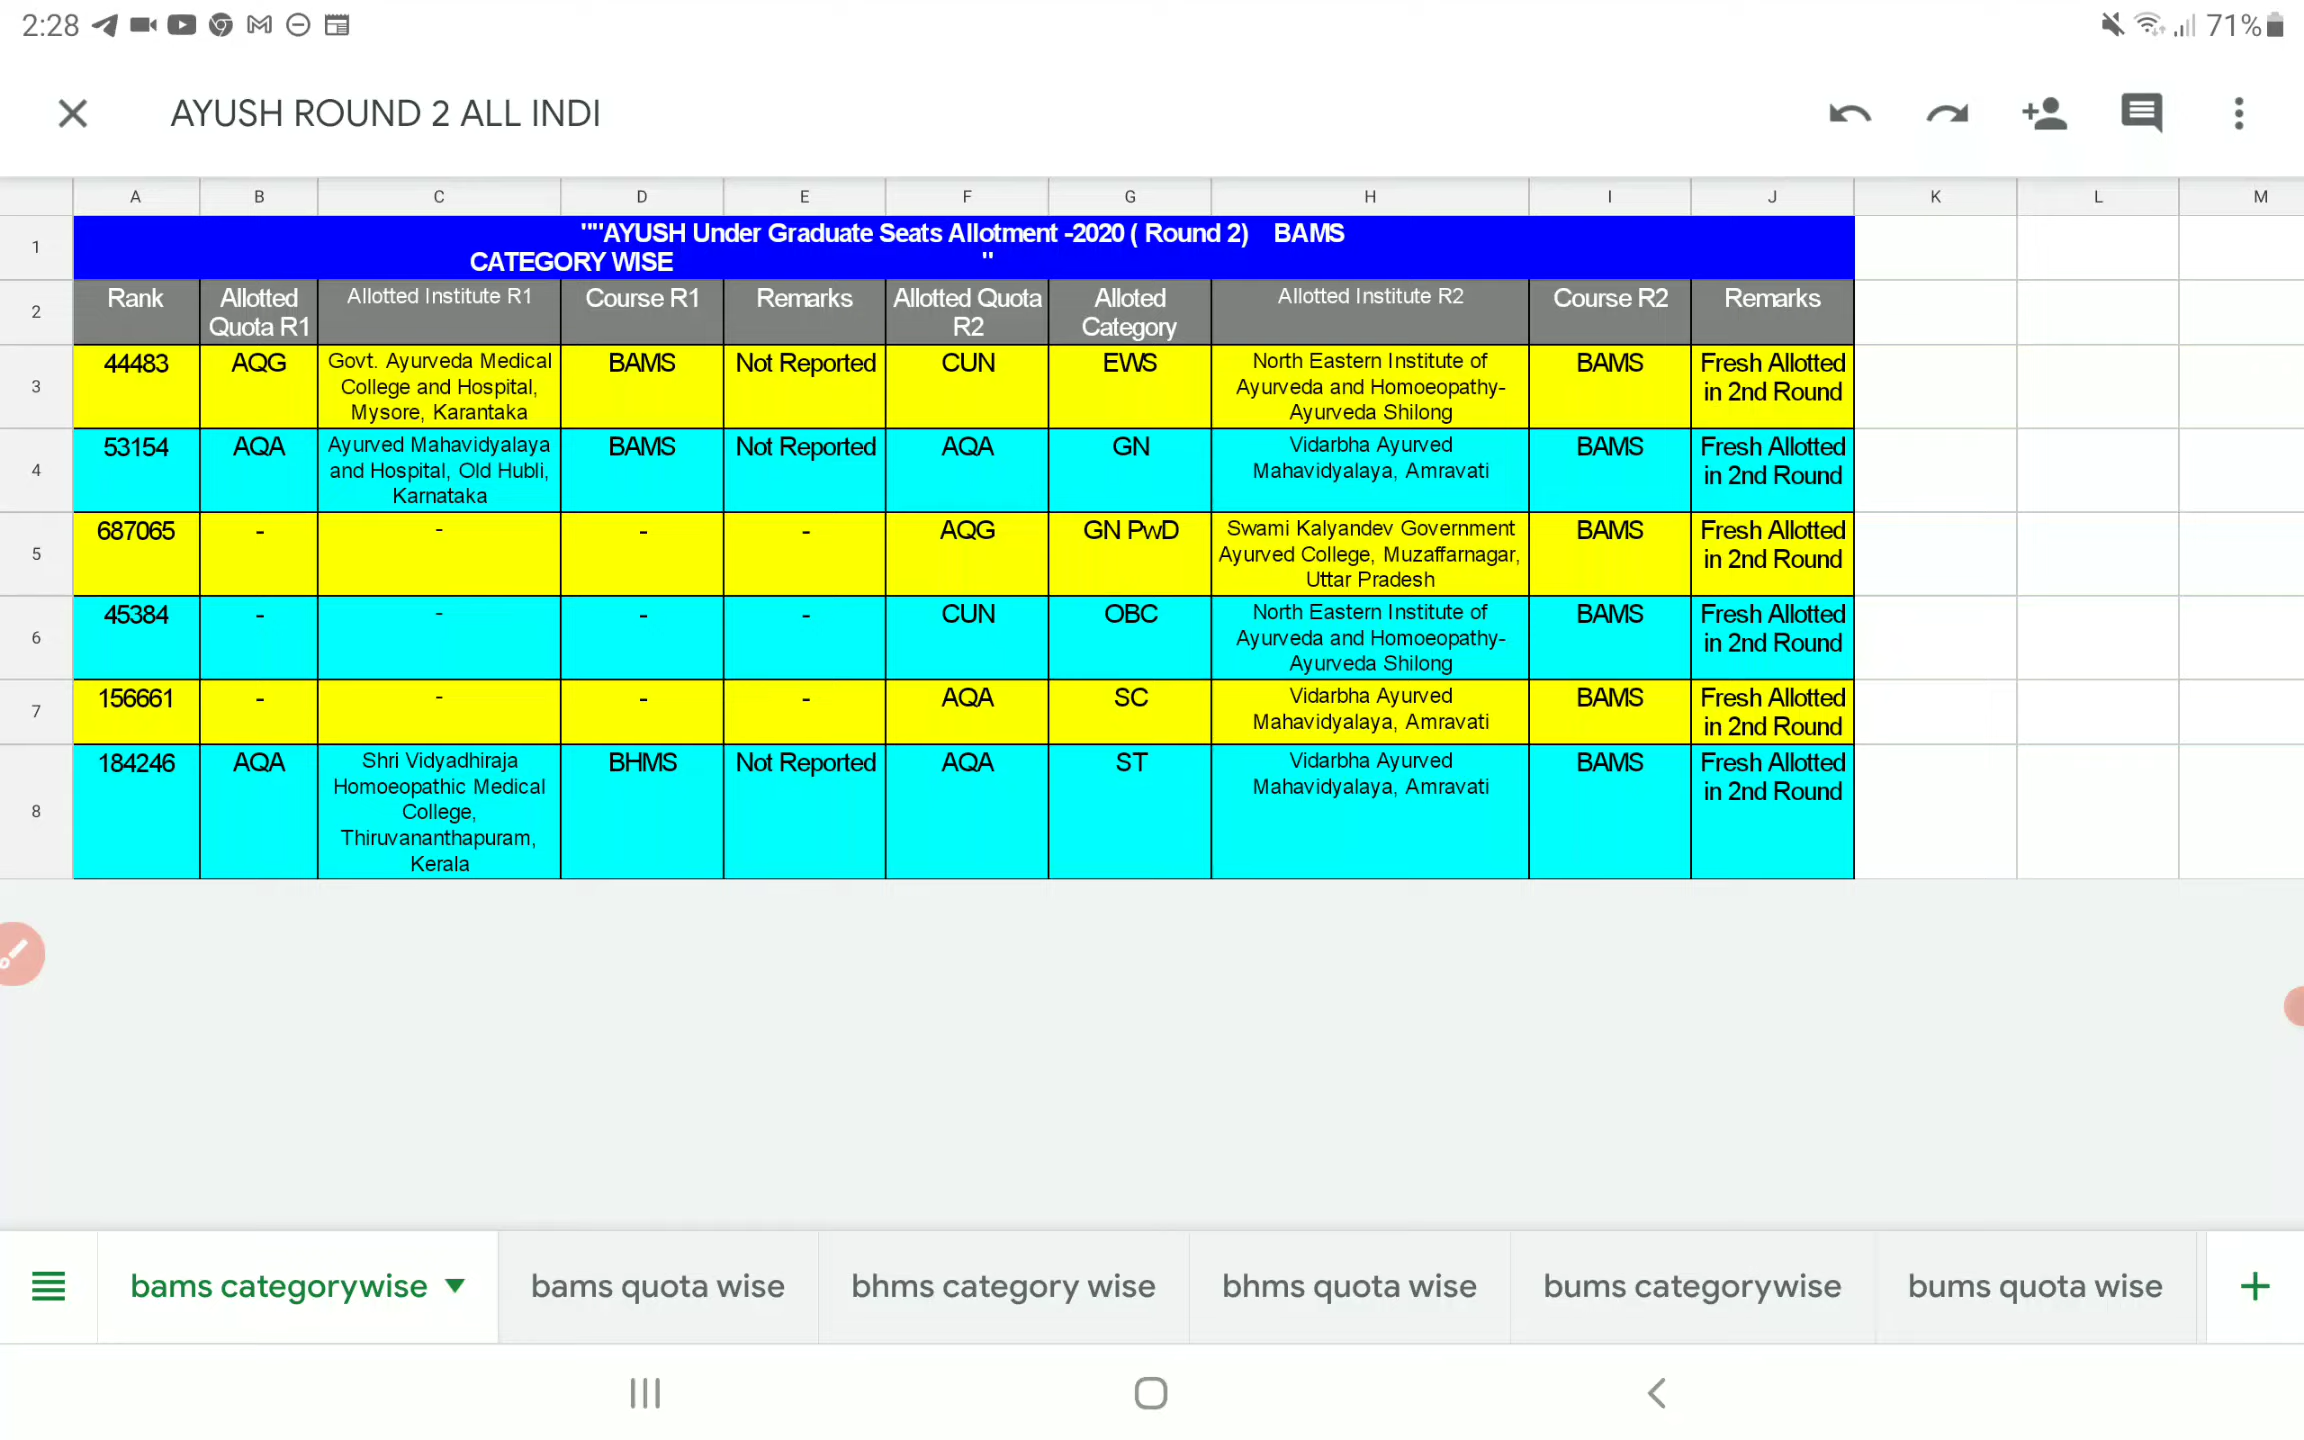 2:28
71%
AYUSH ROUND 2 ALL INDI
A B C D E F G H I J K L M
1
""AYUSH Under Graduate Seats Allotment -2020 ( Round 2) BAMS
CATEGORY WISE "
2
Rank
Allotted
Quota R1
Allotted Institute R1
Course R1
Remarks
Allotted Quota
R2
Alloted
Category
Allotted Institute R2
Course R2
Remarks
3
44483
AQG
Govt. Ayurveda Medical
College and Hospital,
Mysore, Karantaka
BAMS
Not Reported
CUN
EWS
North Eastern Institute of
Ayurveda and Homoeopathy-
Ayurveda Shilong
BAMS
Fresh Allotted
in 2nd Round
4
53154
AQA
Ayurved Mahavidyalaya
and Hospital, Old Hubli,
Karnataka
BAMS
Not Reported
AQA
GN
Vidarbha Ayurved
Mahavidyalaya, Amravati
BAMS
Fresh Allotted
in 2nd Round
5
687065
-
-
-
-
AQG
GN PwD
Swami Kalyandev Government
Ayurved College, Muzaffarnagar,
Uttar Pradesh
BAMS
Fresh Allotted
in 2nd Round
6
45384
-
-
-
-
CUN
OBC
North Eastern Institute of
Ayurveda and Homoeopathy-
Ayurveda Shilong
BAMS
Fresh Allotted
in 2nd Round
7
156661
-
-
-
-
AQA
SC
Vidarbha Ayurved
Mahavidyalaya, Amravati
BAMS
Fresh Allotted
in 2nd Round
8
184246
AQA
Shri Vidyadhiraja
Homoeopathic Medical
College,
Thiruvananthapuram,
Kerala
BHMS
Not Reported
AQA
ST
Vidarbha Ayurved
Mahavidyalaya, Amravati
BAMS
Fresh Allotted
in 2nd Round
bams categorywise
bams quota wise
bhms category wise
bhms quota wise
bums categorywise
bums quota wise